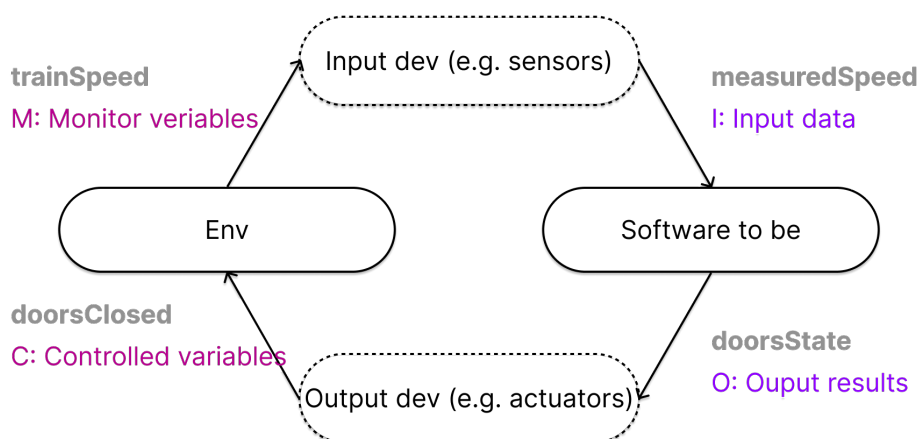 Input dev (e.g. sensors)
trainSpeed
M: Monitor veriables
measuredSpeed
I: Input data
Env
Software to be
doorsClosed
C: Controlled variables
doorsState
O: Ouput results
Output dev (e.g. actuators)